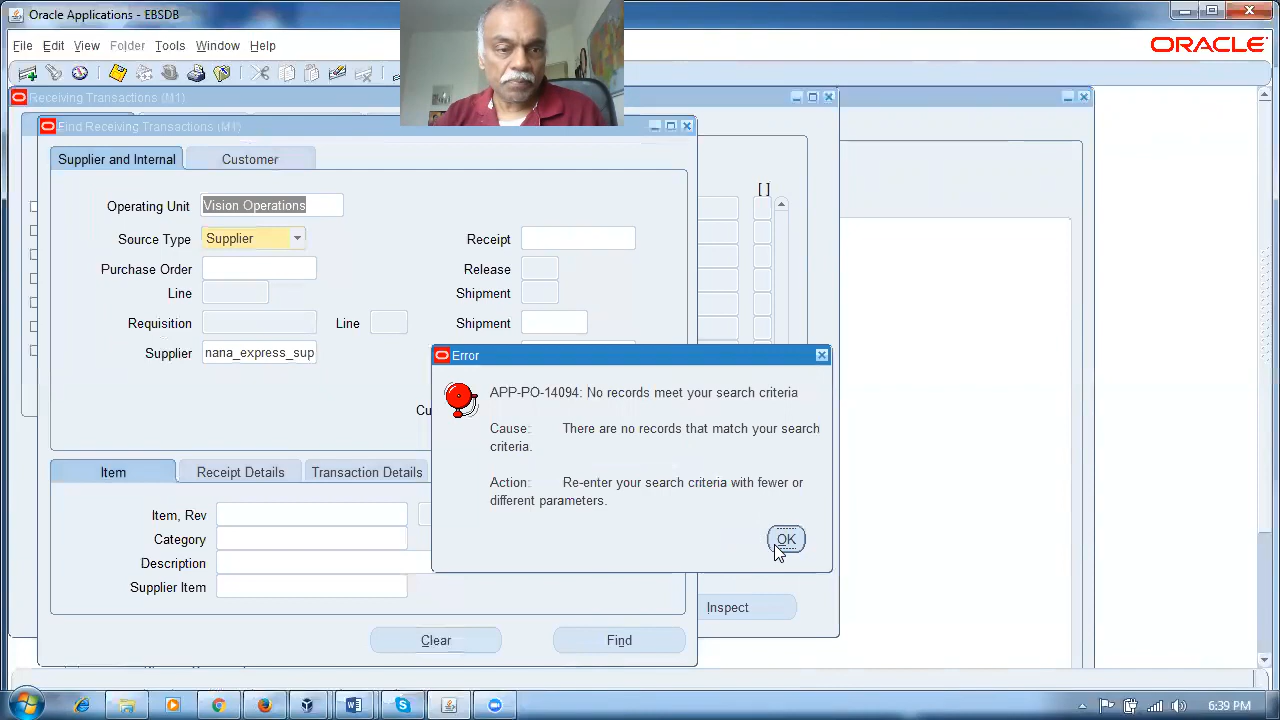 Oracle Applications - EBSDB
File Edit View Folder Tools Window Help
ORACLE
Receiving Transactions (M1)
Find Receiving Transactions (M1)
Supplier and Internal Customer
[ ]
Operating Unit Vision Operations
Source Type Supplier Receipt
Purchase Order Release
Line Shipment
Requisition Line Shipment
Supplier nana_express_sup
Error
APP-PO-14094: No records meet your search criteria
Cause: There are no records that match your search
criteria.
Action: Re-enter your search criteria with fewer or
different parameters.
OK
Item Receipt Details Transaction Details
Item, Rev
Category
Description
Supplier Item
Inspect
Clear Find
6:39 PM